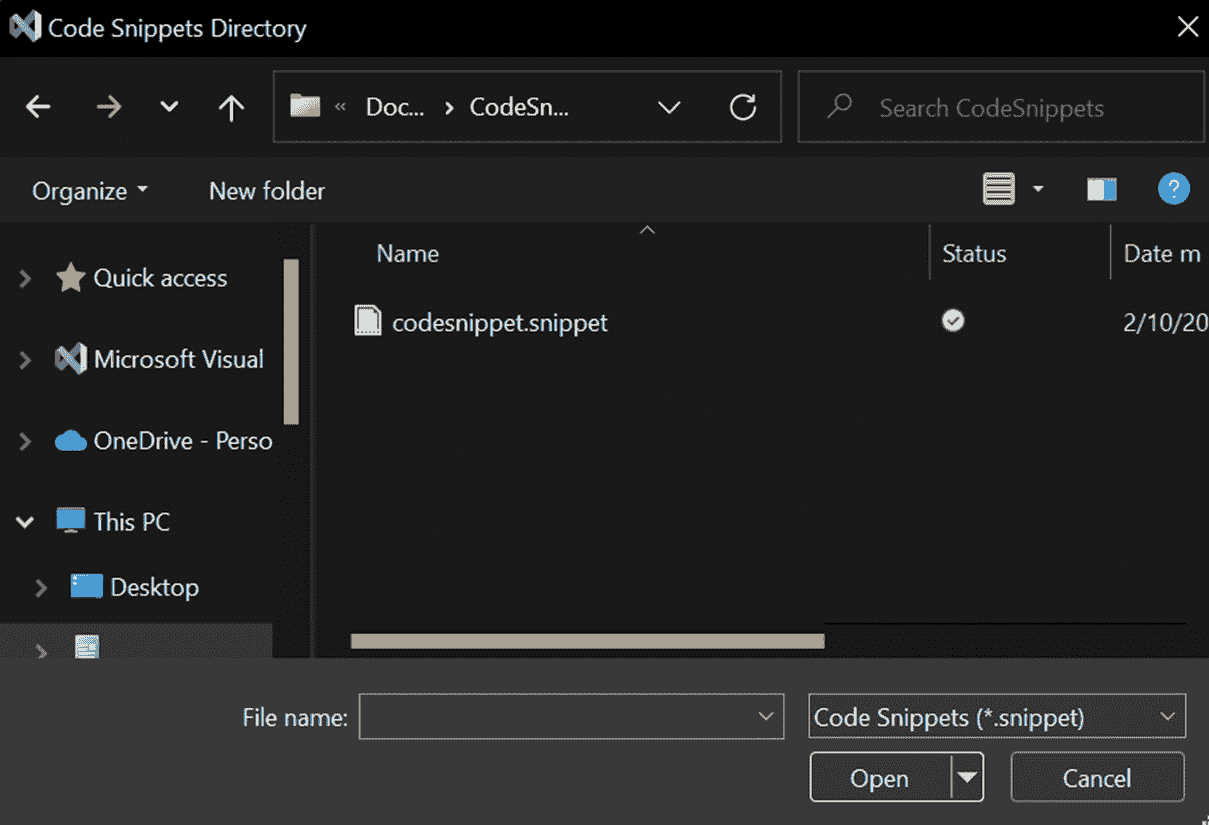 Code Snippets Directory
« Doc... › CodeSn...
Search CodeSnippets
Organize
New folder
?
Quick access
Microsoft Visual
OneDrive - Perso
This PC
Desktop
Name Status Date m
codesnippet.snippet 2/10/20
File name:
Code Snippets (*.snippet)
Open Cancel